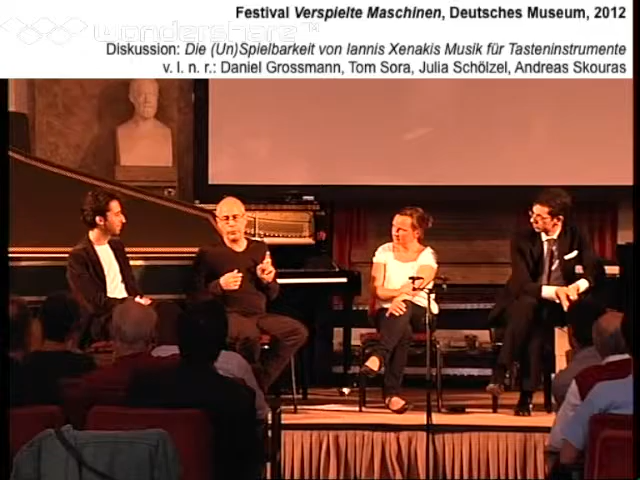 Festival Verspielte Maschinen, Deutsches Museum, 2012
wondershare™
Diskussion: Die (Un)Spielbarkeit von Iannis Xenakis Musik für Tasteninstrumente
v. l. n. r.: Daniel Grossmann, Tom Sora, Julia Schölzel, Andreas Skouras